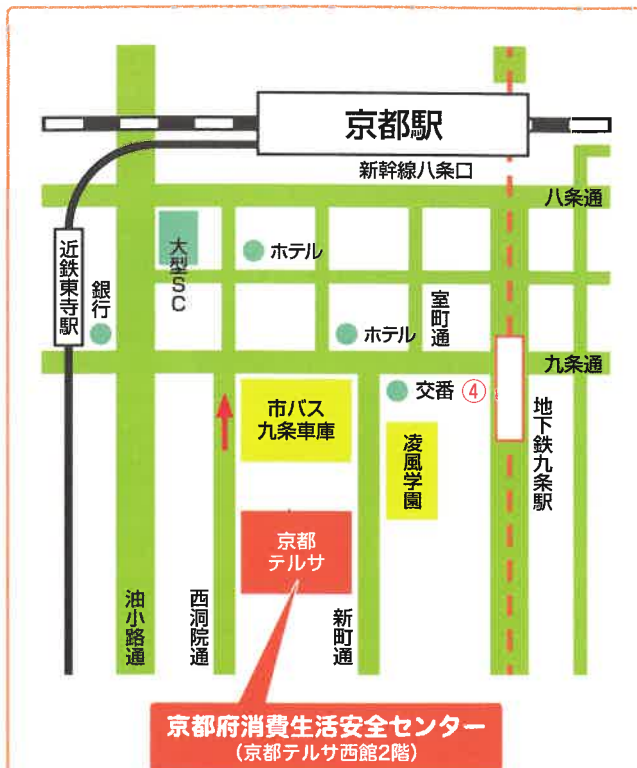 京都駅
新幹線八条口
八条通
近鉄東寺駅
銀行
大型SC
ホテル
ホテル
室町通
九条通
市バス
九条車庫
交番 ④
凌風学園
地下鉄九条駅
京都
テルサ
油小路通
西洞院通
新町通
京都府消費生活安全センター
(京都テルサ西館2階)